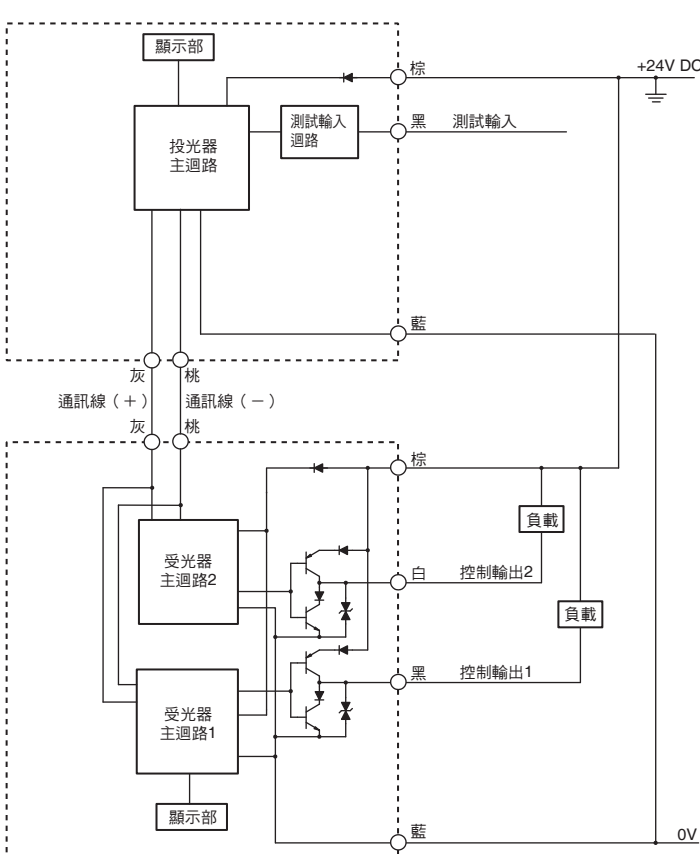 顯示部
棕
+24V DC
投光器
主迴路
測試輸入
迴路
黑 測試輸入
藍
灰 桃
通訊線(+) 通訊線(-)
灰 桃
棕
負載
受光器
主迴路2
白 控制輸出2
負載
黑 控制輸出1
受光器
主迴路1
顯示部
藍
0V